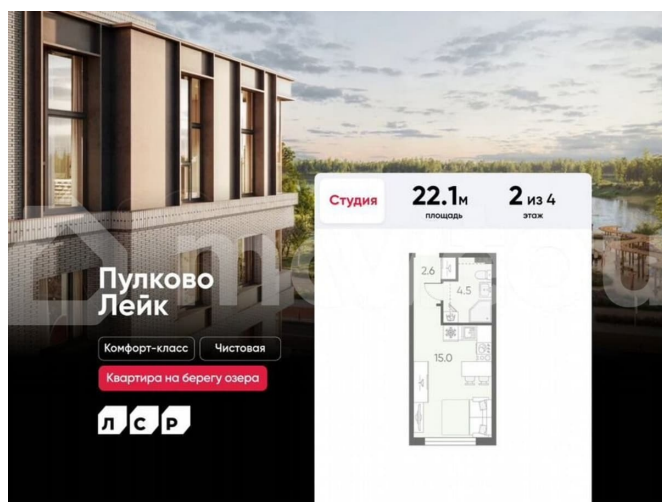 Студия
22.1м
площадь
2 из 4
этаж
2.6
4.5
15.0
Пулково
Лейк
Комфорт-класс
Чистовая
Квартира на берегу озера
ЛСР